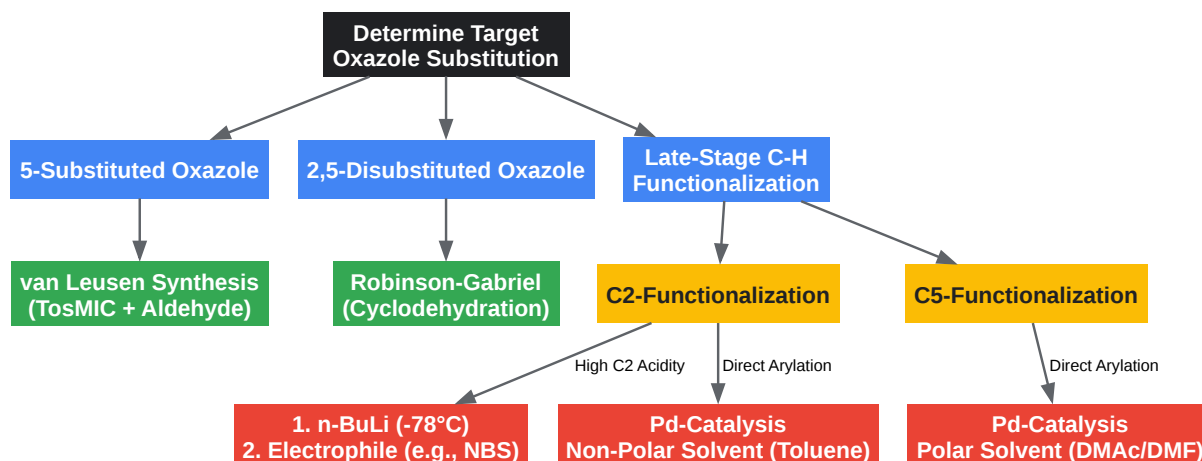 Determine Target
Oxazole Substitution
5-Substituted Oxazole
2,5-Disubstituted Oxazole
Late-Stage C-H
Functionalization
van Leusen Synthesis
(TosMIC + Aldehyde)
Robinson-Gabriel
(Cyclodehydration)
C2-Functionalization
C5-Functionalization
High C2 Acidity
Direct Arylation
Direct Arylation
1. n-BuLi (-78°C)
2. Electrophile (e.g., NBS)
Pd-Catalysis
Non-Polar Solvent (Toluene)
Pd-Catalysis
Polar Solvent (DMAc/DMF)